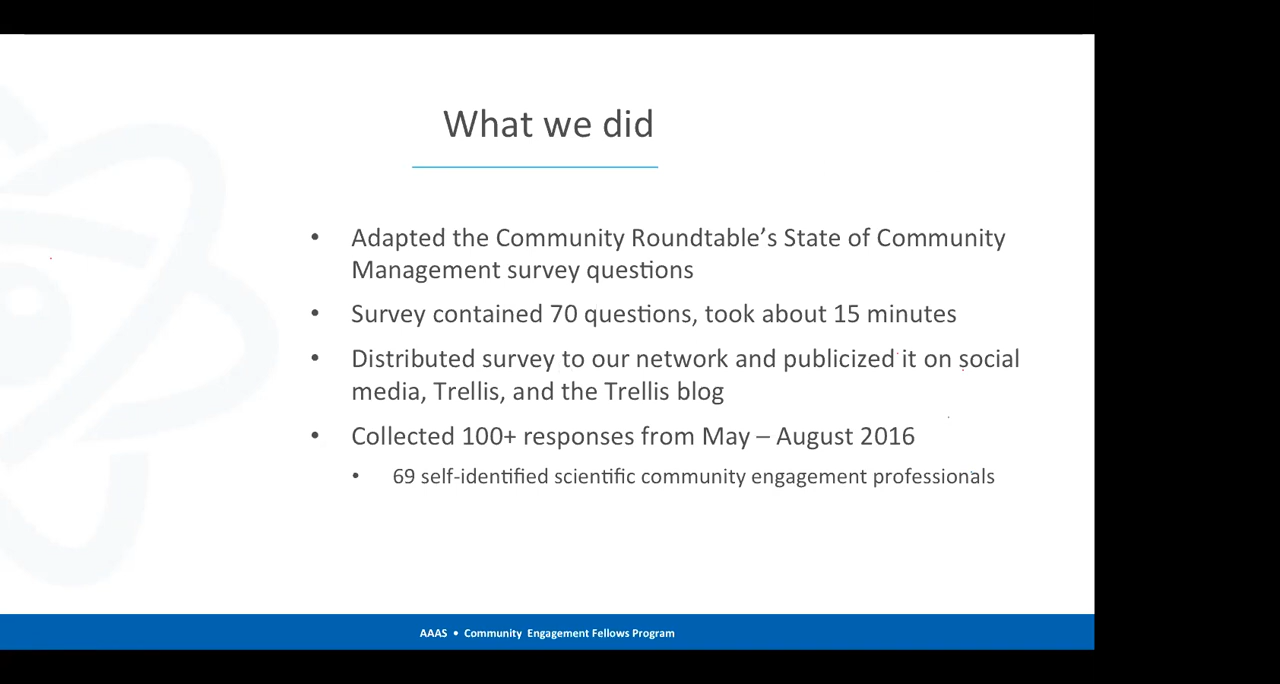 What we did
• Adapted the Community Roundtable’s State of Community
Management survey questions
• Survey contained 70 questions, took about 15 minutes
• Distributed survey to our network and publicized it on social
media, Trellis, and the Trellis blog
• Collected 100+ responses from May – August 2016
• 69 self-identified scientific community engagement professionals
AAAS • Community Engagement Fellows Program